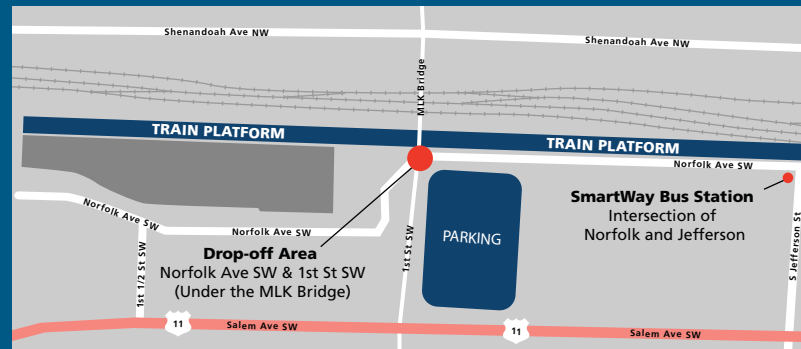 Shenandoah Ave NW
Shenandoah Ave NW
MLK Bridge
TRAIN PLATFORM
TRAIN PLATFORM
Norfolk Ave SW
SmartWay Bus Station
Intersection of
Norfolk and Jefferson
Norfolk Ave SW
Norfolk Ave SW
PARKING
Drop-off Area
Norfolk Ave SW & 1st St SW
(Under the MLK Bridge)
1st St SW
1st 1/2 St SW
S Jefferson St
11
Salem Ave SW
11
Salem Ave SW